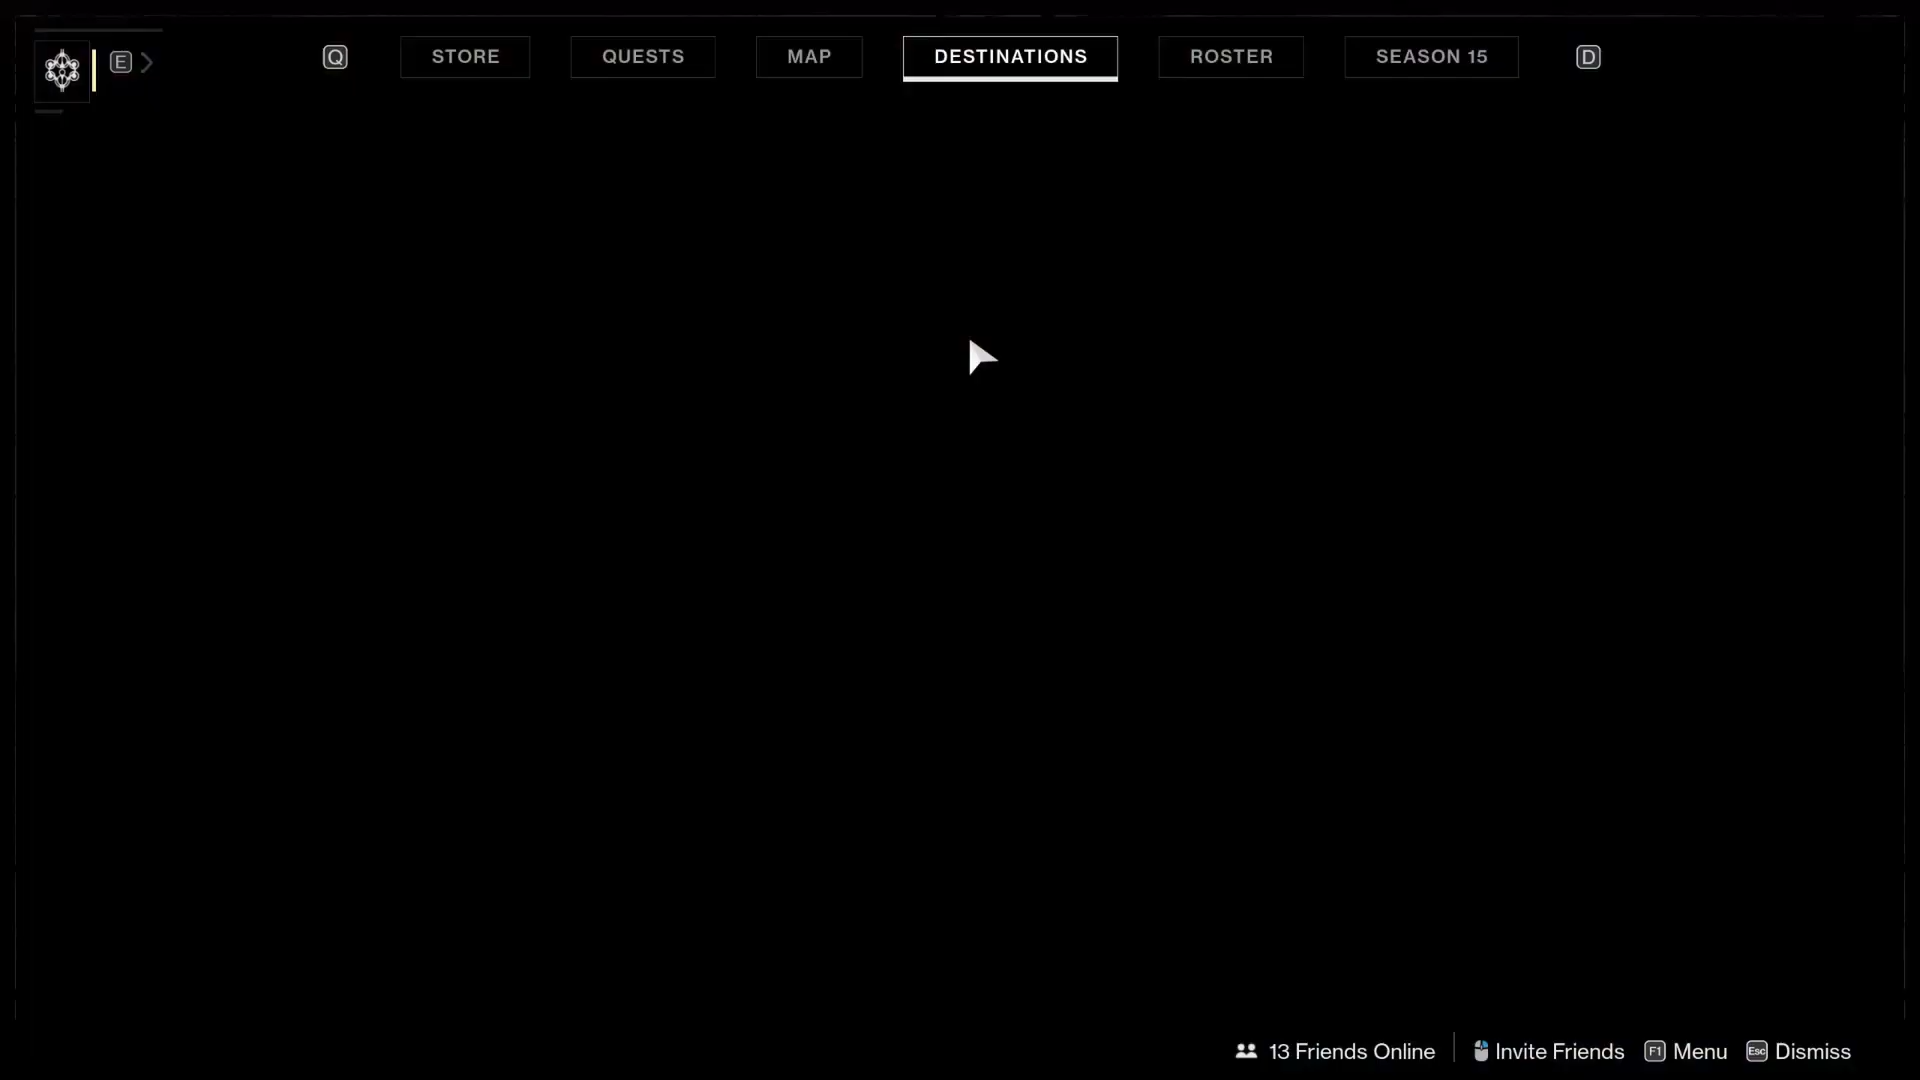 E
Q
STORE
QUESTS
MAP
DESTINATIONS
ROSTER
SEASON 15
D
13 Friends Online
Invite Friends
F1 Menu
Esc Dismiss